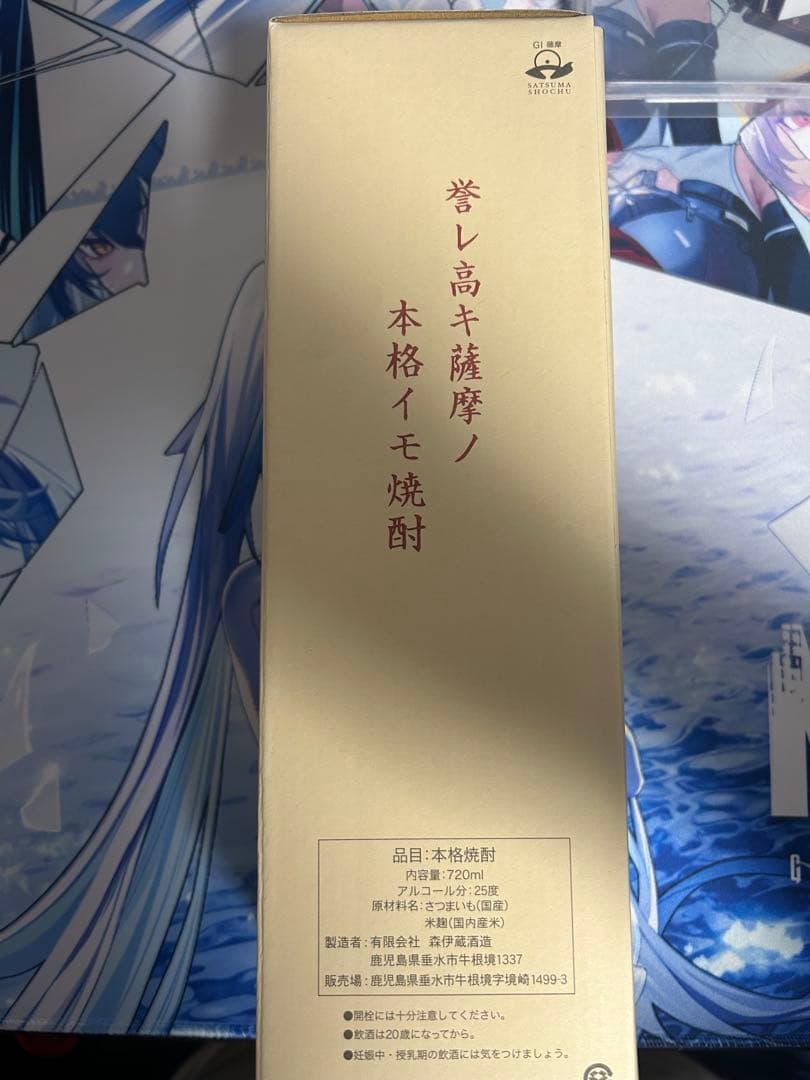 GI 薩摩
SATSUMA
SHOCHU
誉レ高キ薩摩ノ
本格イモ焼酎
品目:本格焼酎
内容量:720ml
アルコール分:25度
原材料名:さつまいも(国産)
米麹(国内産米)
製造者:有限会社 森伊蔵酒造
鹿児島県垂水市牛根境1337
販売場:鹿児島県垂水市牛根境字境崎1499-3
●開栓には十分注意してください。
●飲酒は20歳になってから。
●妊娠中・授乳期の飲酒には気をつけましょう。